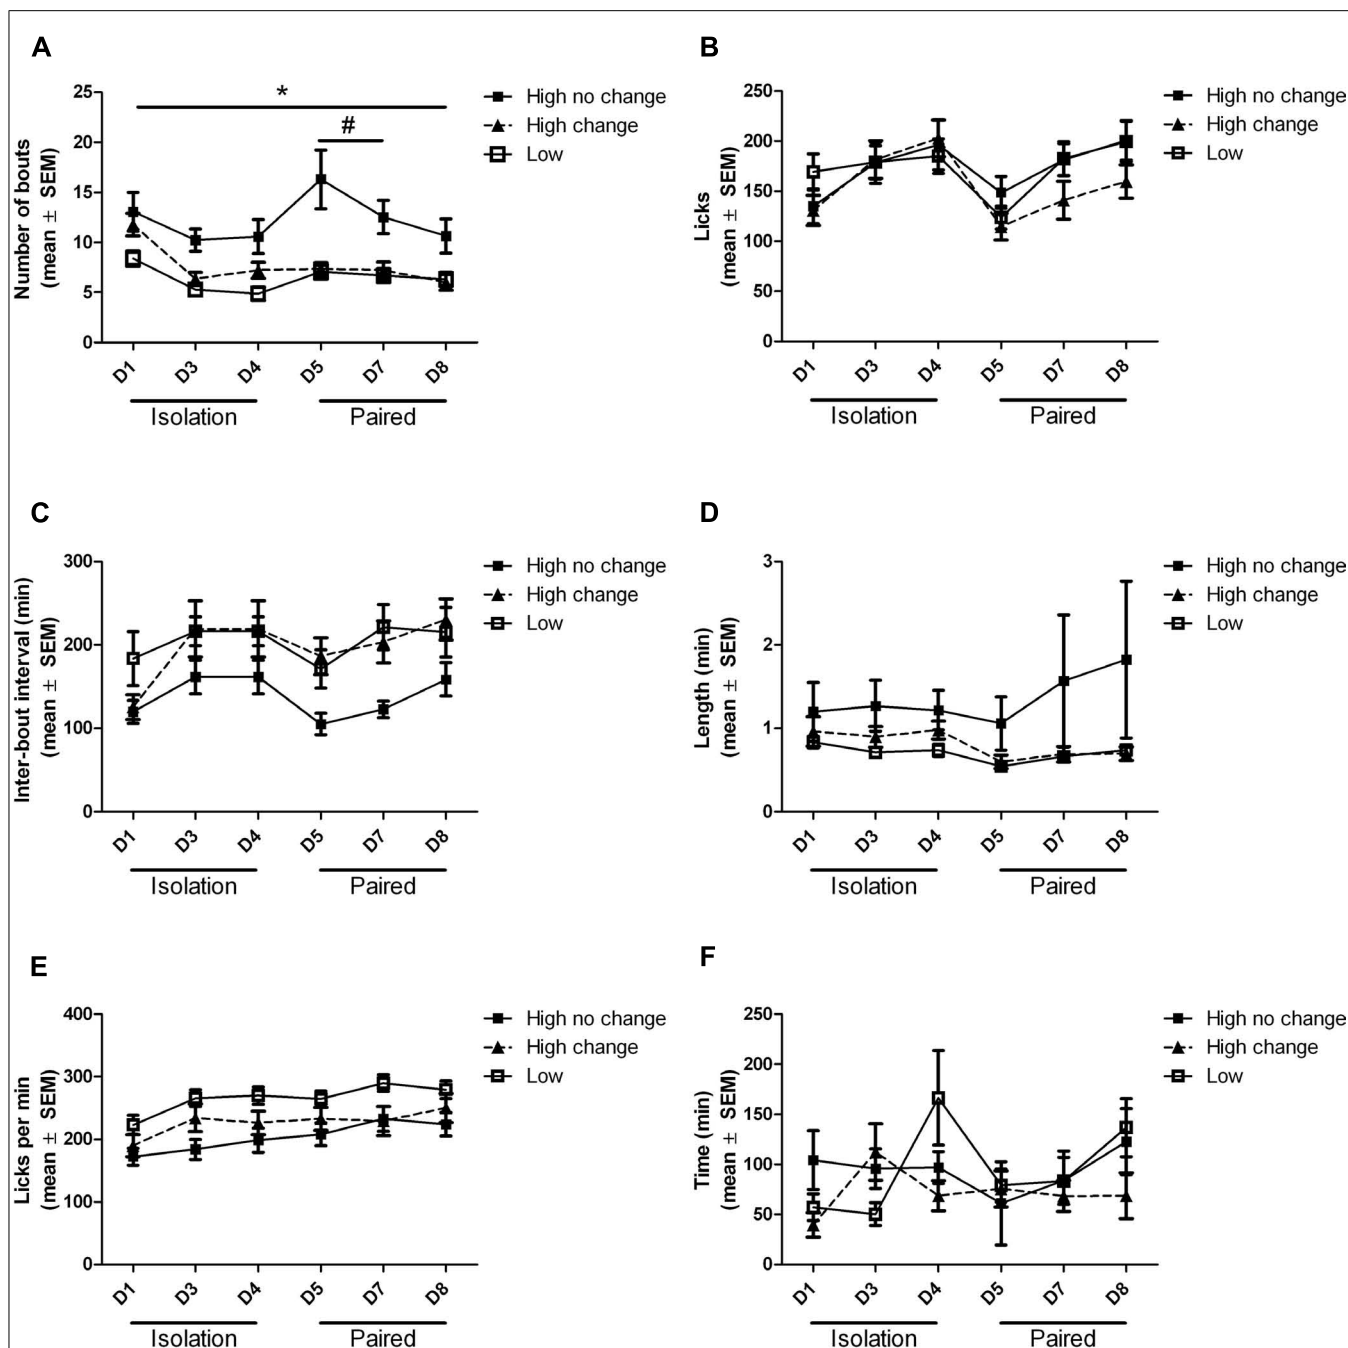 A
Number of bouts
(mean ± SEM)
25
20
15
10
5
0
*
#
High no change
High change
Low
D1
D3
D4
D5
D7
D8
Isolation
Paired
B
Licks
(mean ± SEM)
250
200
150
100
50
0
High no change
High change
Low
D1
D3
D4
D5
D7
D8
Isolation
Paired
C
Inter-bout interval (min)
(mean ± SEM)
300
200
100
0
High no change
High change
Low
D1
D3
D4
D5
D7
D8
Isolation
Paired
D
Length (min)
(mean ± SEM)
3
2
1
0
High no change
High change
Low
D1
D3
D4
D5
D7
D8
Isolation
Paired
E
Licks per min
(mean ± SEM)
400
300
200
100
0
High no change
High change
Low
D1
D3
D4
D5
D7
D8
Isolation
Paired
F
Time (min)
(mean ± SEM)
250
200
150
100
50
0
High no change
High change
Low
D1
D3
D4
D5
D7
D8
Isolation
Paired